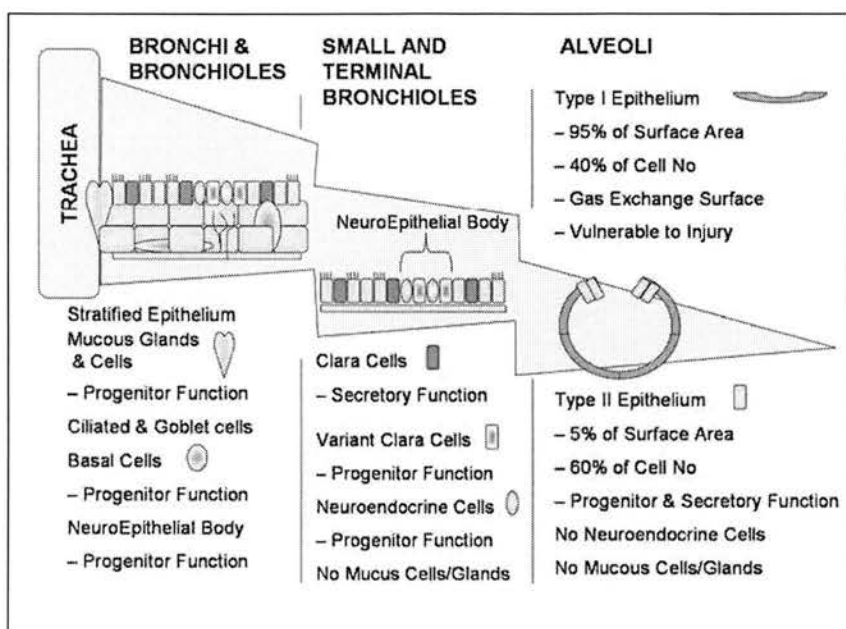 BRONCHI &
BRONCHIOLES
SMALL AND
TERMINAL
BRONCHIOLES
ALVEOLI
TRACHEA
Type I Epithelium
– 95% of Surface Area
– 40% of Cell No
– Gas Exchange Surface
– Vulnerable to Injury
NeuroEpithelial Body
Stratified Epithelium
Mucous Glands
& Cells
– Progenitor Function
Ciliated & Goblet cells
Basal Cells
– Progenitor Function
NeuroEpithelial Body
– Progenitor Function
Clara Cells
– Secretory Function
Variant Clara Cells
– Progenitor Function
Neuroendocrine Cells
– Progenitor Function
No Mucus Cells/Glands
Type II Epithelium
– 5% of Surface Area
– 60% of Cell No
– Progenitor & Secretory Function
No Neuroendocrine Cells
No Mucous Cells/Glands